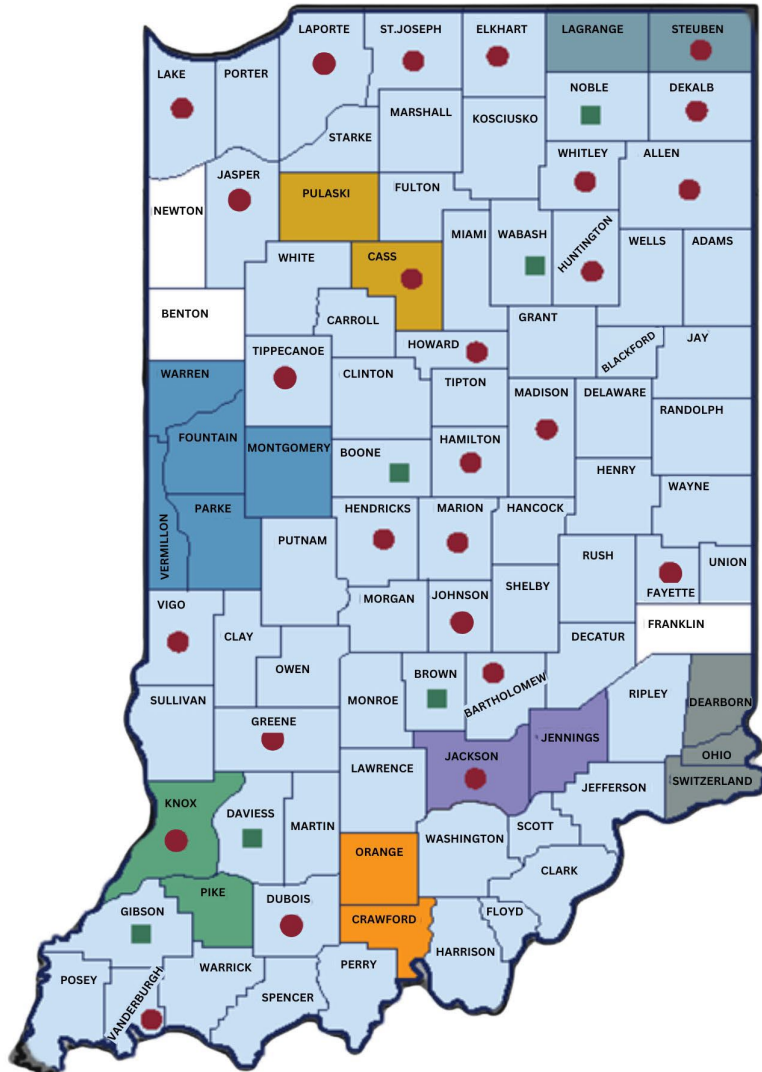 LAPORTE
ST.JOSEPH
ELKHART
LAGRANGE
STEUBEN
LAKE
PORTER
NOBLE
DEKALB
MARSHALL
KOSCIUSKO
STARKE
WHITLEY
ALLEN
JASPER
PULASKI
FULTON
NEWTON
MIAMI
WABASH
HUNTINGTON
WELLS
ADAMS
WHITE
CASS
BENTON
CARROLL
GRANT
HOWARD
BLACKFORD
JAY
TIPPECANOE
WARREN
CLINTON
TIPTON
MADISON
DELAWARE
RANDOLPH
FOUNTAIN
MONTGOMERY
BOONE
HAMILTON
HENRY
WAYNE
PARKE
VERMILLON
HENDRICKS
MARION
HANCOCK
PUTNAM
RUSH
UNION
FAYETTE
VIGO
MORGAN
JOHNSON
SHELBY
CLAY
FRANKLIN
DECATUR
OWEN
BROWN
BARTHOLOMEW
SULLIVAN
MONROE
RIPLEY
DEARBORN
GREENE
JENNINGS
JACKSON
OHIO
LAWRENCE
SWITZERLAND
JEFFERSON
KNOX
DAVIESS
MARTIN
WASHINGTON
SCOTT
ORANGE
CLARK
PIKE
DUBOIS
GIBSON
CRAWFORD
FLOYD
HARRISON
PERRY
WARRICK
POSEY
VANDERBURGH
SPENCER